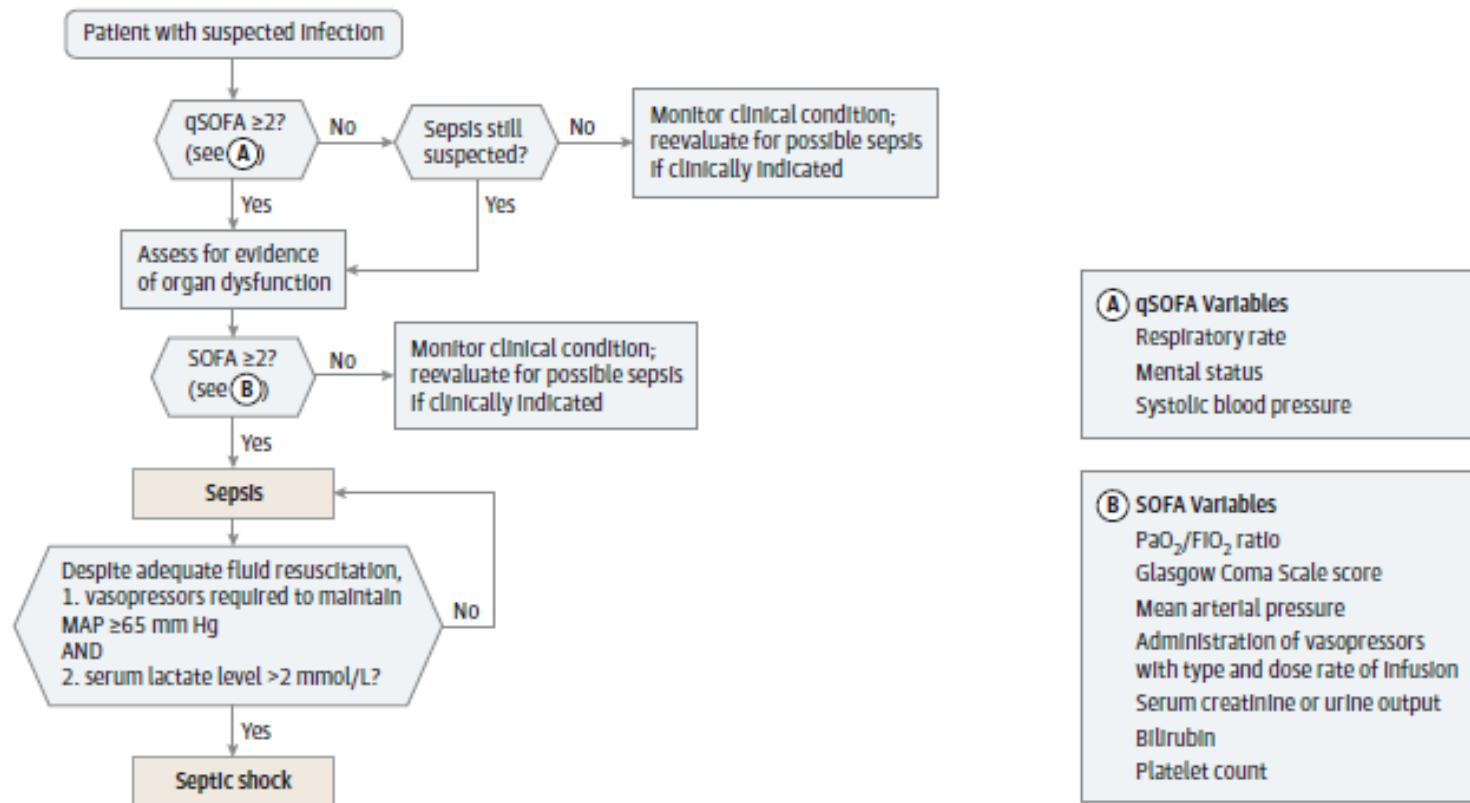 Patient with suspected infection
qSOFA ≥2?
(see Ⓐ)
No
Sepsis still
suspected?
No
Monitor clinical condition;
reevaluate for possible sepsis
if clinically indicated
Yes
Yes
Assess for evidence
of organ dysfunction
SOFA ≥2?
(see Ⓑ)
No
Monitor clinical condition;
reevaluate for possible sepsis
if clinically indicated
Yes
Sepsis
Despite adequate fluid resuscitation,
1. vasopressors required to maintain
MAP ≥65 mm Hg
AND
2. serum lactate level >2 mmol/L?
No
Yes
Septic shock
Ⓐ qSOFA Variables
Respiratory rate
Mental status
Systolic blood pressure
Ⓑ SOFA Variables
PaO₂/FiO₂ ratio
Glasgow Coma Scale score
Mean arterial pressure
Administration of vasopressors
with type and dose rate of infusion
Serum creatinine or urine output
Bilirubin
Platelet count